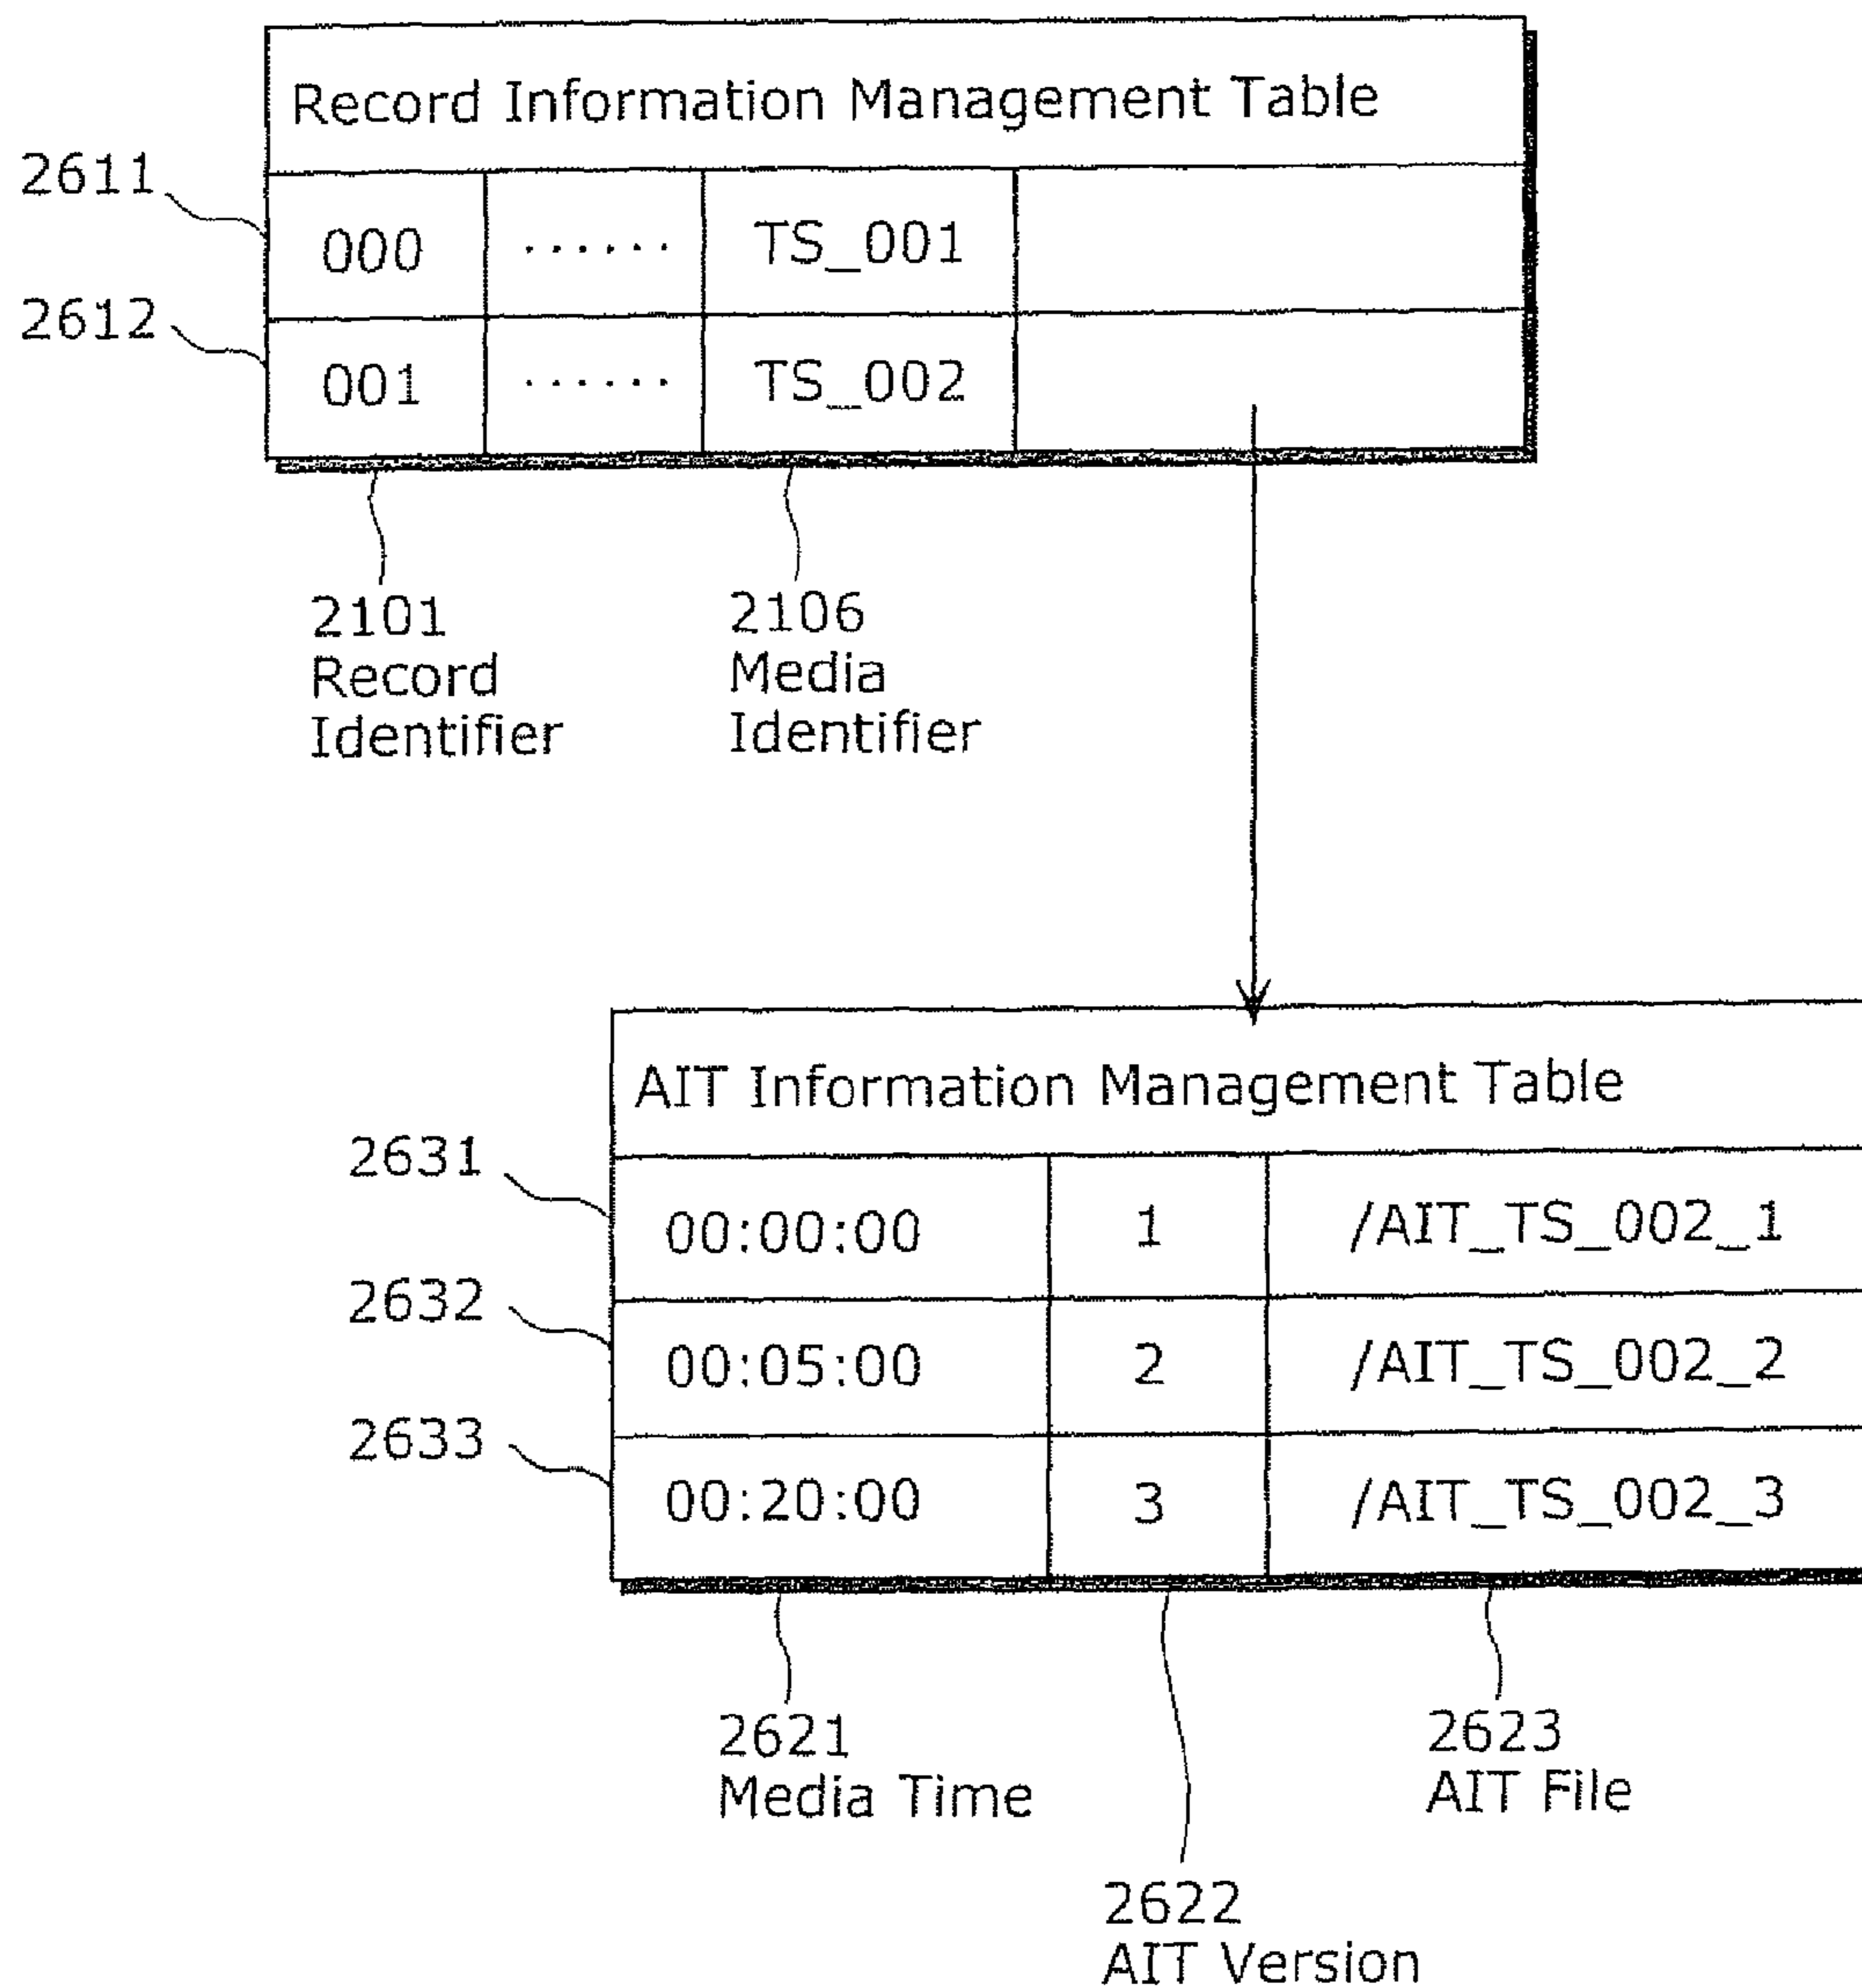 Record Information Management Table
2611
000 ...... TS_001
2612
001 ...... TS_002
2101
Record
Identifier
2106
Media
Identifier
AIT Information Management Table
2631
00:00:00 1 /AIT_TS_002_1
2632
00:05:00 2 /AIT_TS_002_2
2633
00:20:00 3 /AIT_TS_002_3
2621
Media Time
2623
AIT File
2622
AIT Version